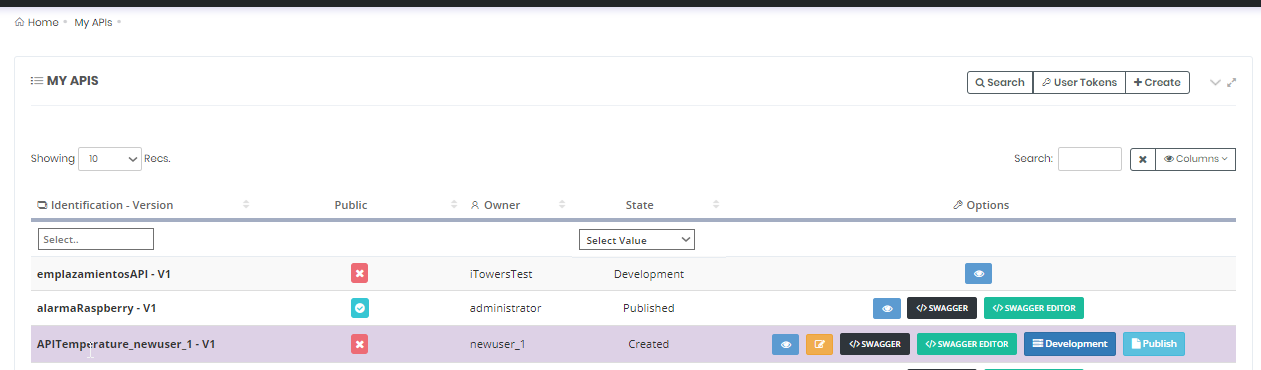 Home • My APIs •
MY APIS
Search User Tokens + Create
Showing 10 Recs. Search: Columns
Identification - Version Public Owner State Options
Select.. Select Value
emplazamientosAPI - V1 iTowersTest Development
alarmaRaspberry - V1 administrator Published </> SWAGGER </> SWAGGER EDITOR
APITemperature_newuser_1 - V1 newuser_1 Created </> SWAGGER </> SWAGGER EDITOR Development Publish